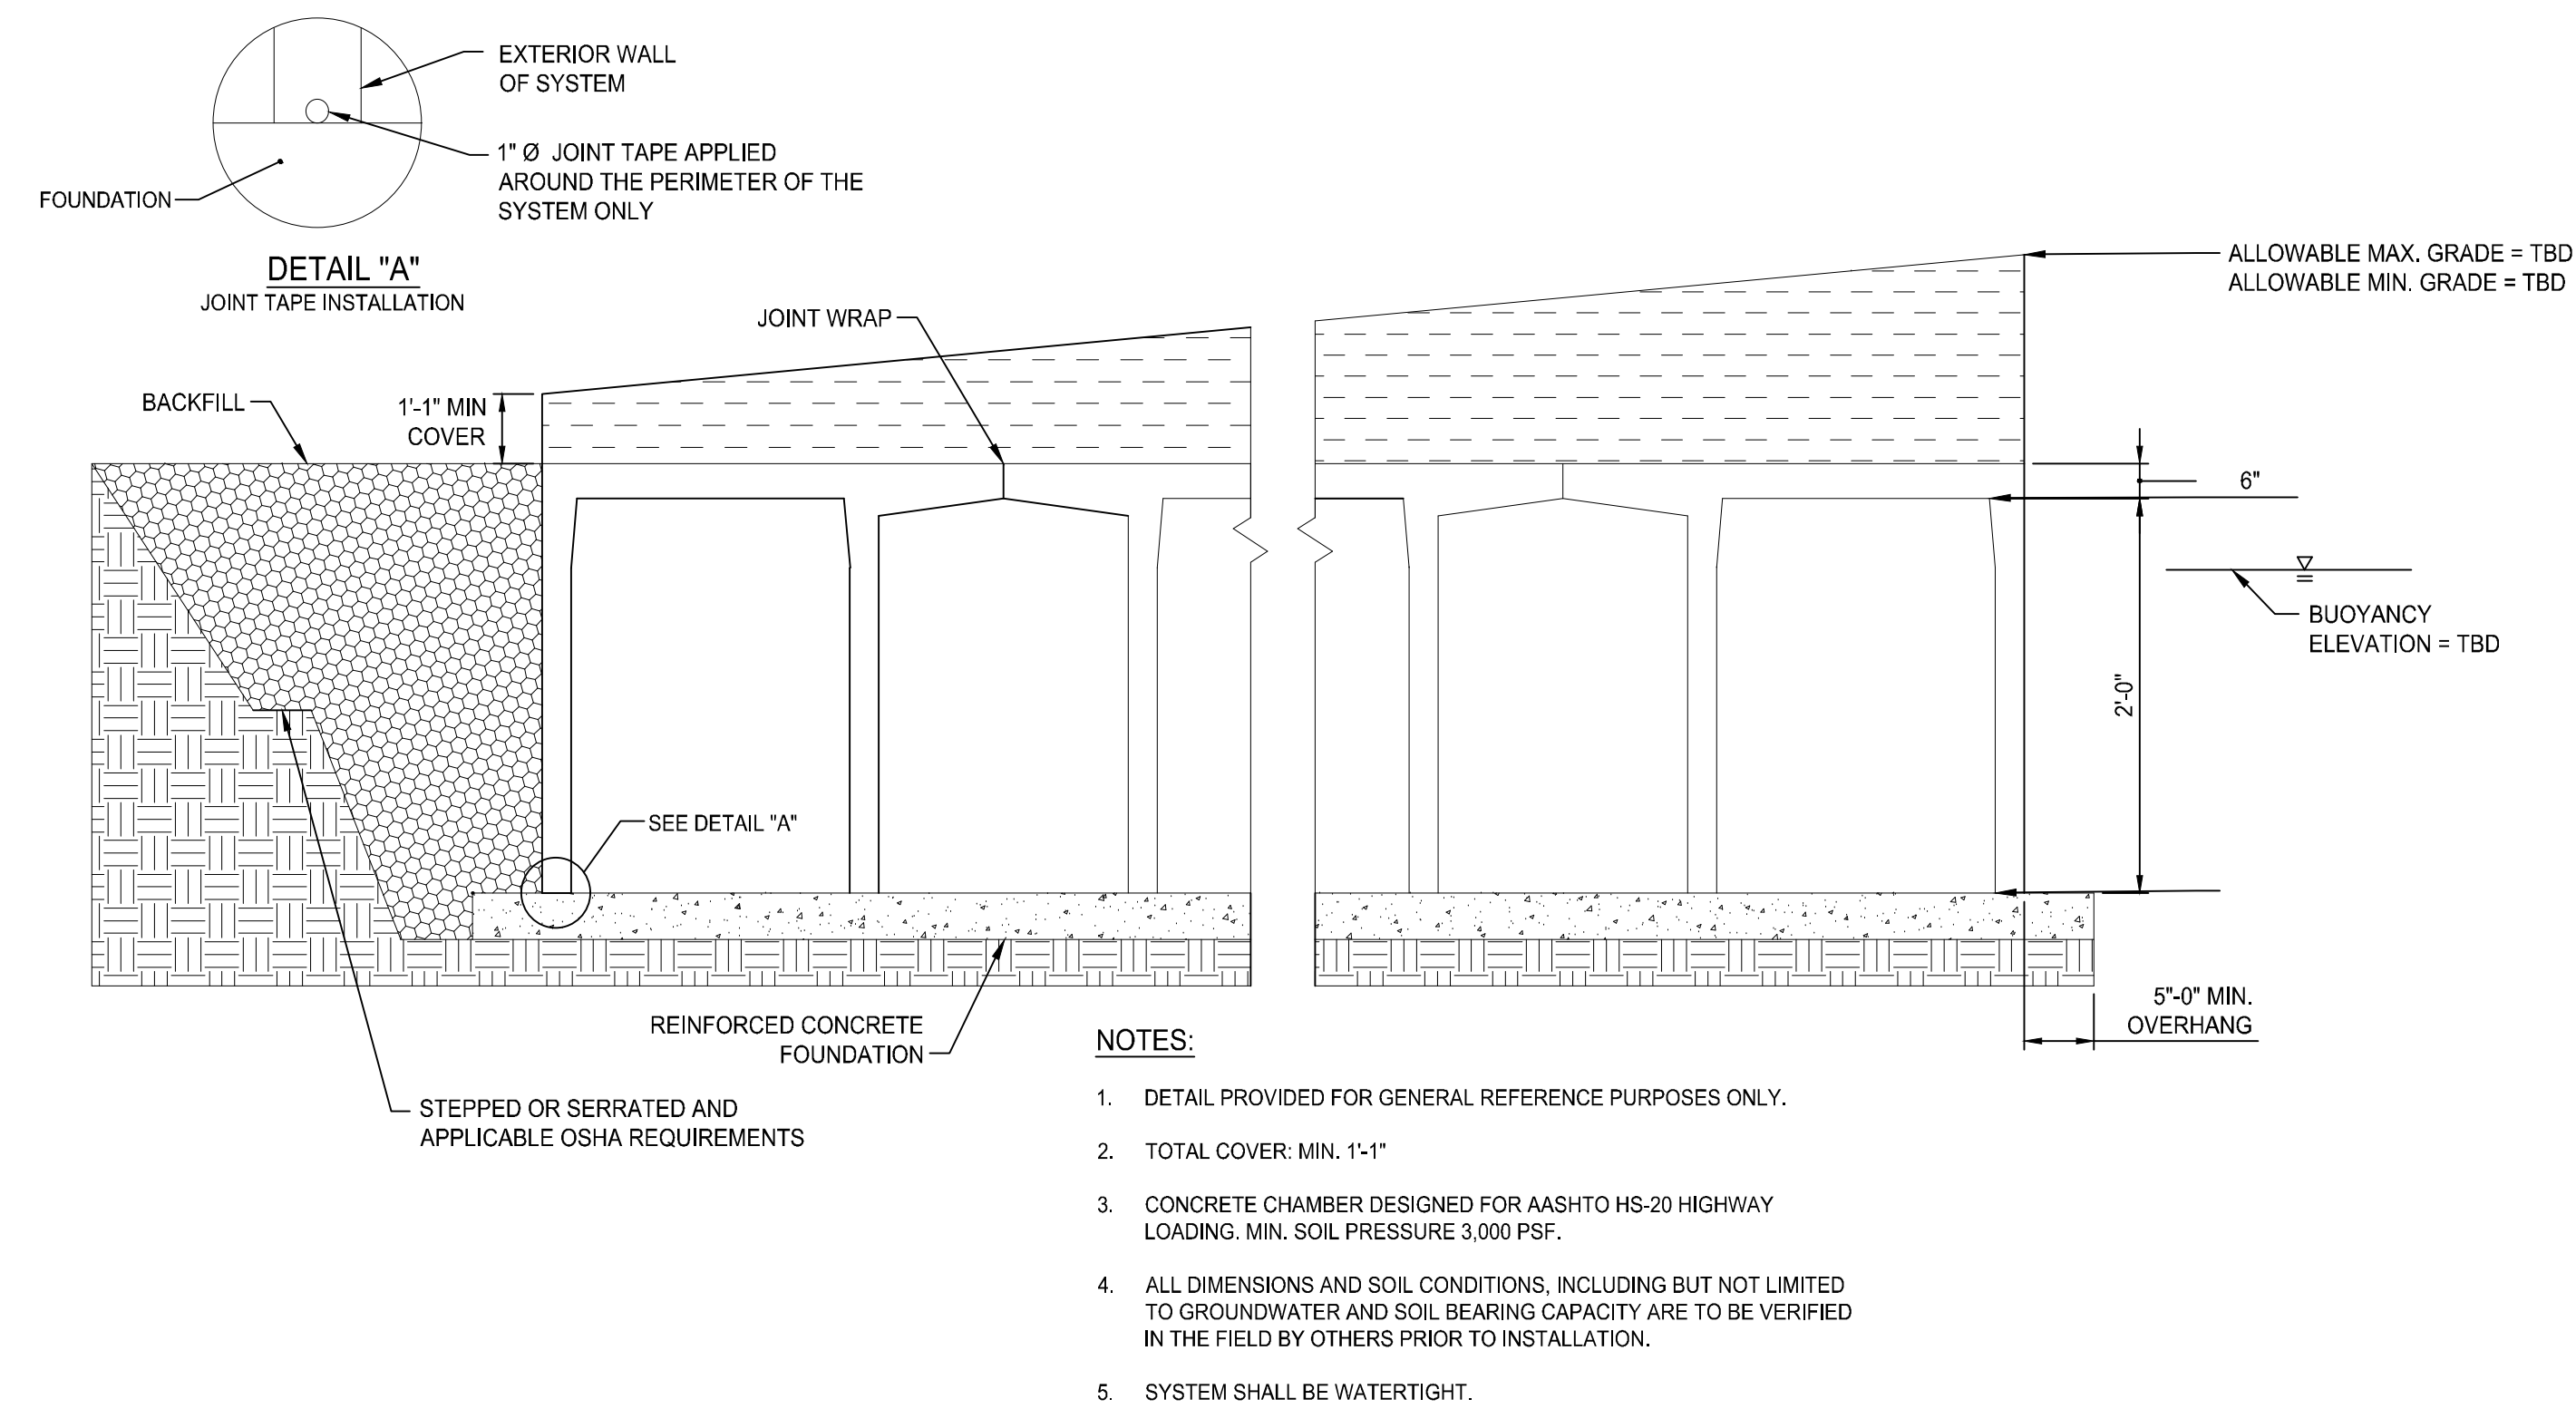 EXTERIOR WALL
OF SYSTEM
1" Ø JOINT TAPE APPLIED
AROUND THE PERIMETER OF THE
SYSTEM ONLY
FOUNDATION
DETAIL "A"
JOINT TAPE INSTALLATION
JOINT WRAP
BACKFILL
1'-1" MIN
COVER
ALLOWABLE MAX. GRADE = TBD
ALLOWABLE MIN. GRADE = TBD
6"
BUOYANCY
ELEVATION = TBD
2'-0"
SEE DETAIL "A"
5"-0" MIN.
OVERHANG
REINFORCED CONCRETE
FOUNDATION
STEPPED OR SERRATED AND
APPLICABLE OSHA REQUIREMENTS
NOTES:
1. DETAIL PROVIDED FOR GENERAL REFERENCE PURPOSES ONLY.
2. TOTAL COVER: MIN. 1'-1"
3. CONCRETE CHAMBER DESIGNED FOR AASHTO HS-20 HIGHWAY
LOADING. MIN. SOIL PRESSURE 3,000 PSF.
4. ALL DIMENSIONS AND SOIL CONDITIONS, INCLUDING BUT NOT LIMITED
TO GROUNDWATER AND SOIL BEARING CAPACITY ARE TO BE VERIFIED
IN THE FIELD BY OTHERS PRIOR TO INSTALLATION.
5. SYSTEM SHALL BE WATERTIGHT.